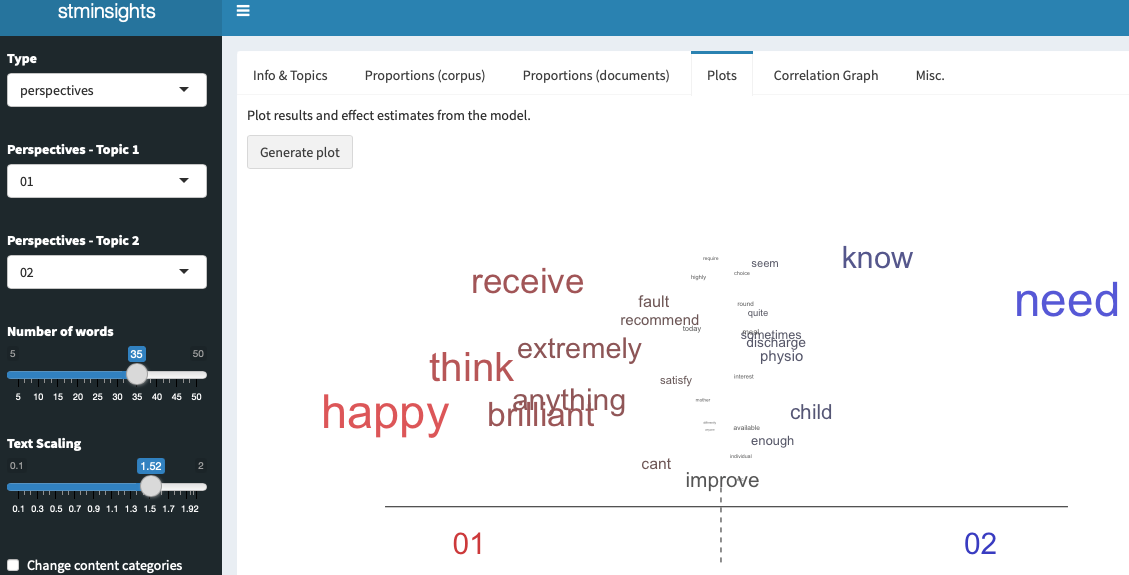 stminsights
Type
perspectives
Perspectives - Topic 1
01
Perspectives - Topic 2
02
Number of words
5 35 50
5 10 15 20 25 30 35 40 45 50
Text Scaling
0.1 1.52 2
0.1 0.3 0.5 0.7 0.9 1.1 1.3 1.5 1.7 1.92
Change content categories
Info & Topics Proportions (corpus) Proportions (documents) Plots Correlation Graph Misc.
Plot results and effect estimates from the model.
Generate plot
require seem know
highly choice
receive need
fault round
recommend quite
today
sometimes
extremely discharge
physio
think satisfy interest
anything mother
happy brilliant child
available
enough
individual
cant
improve
01 02